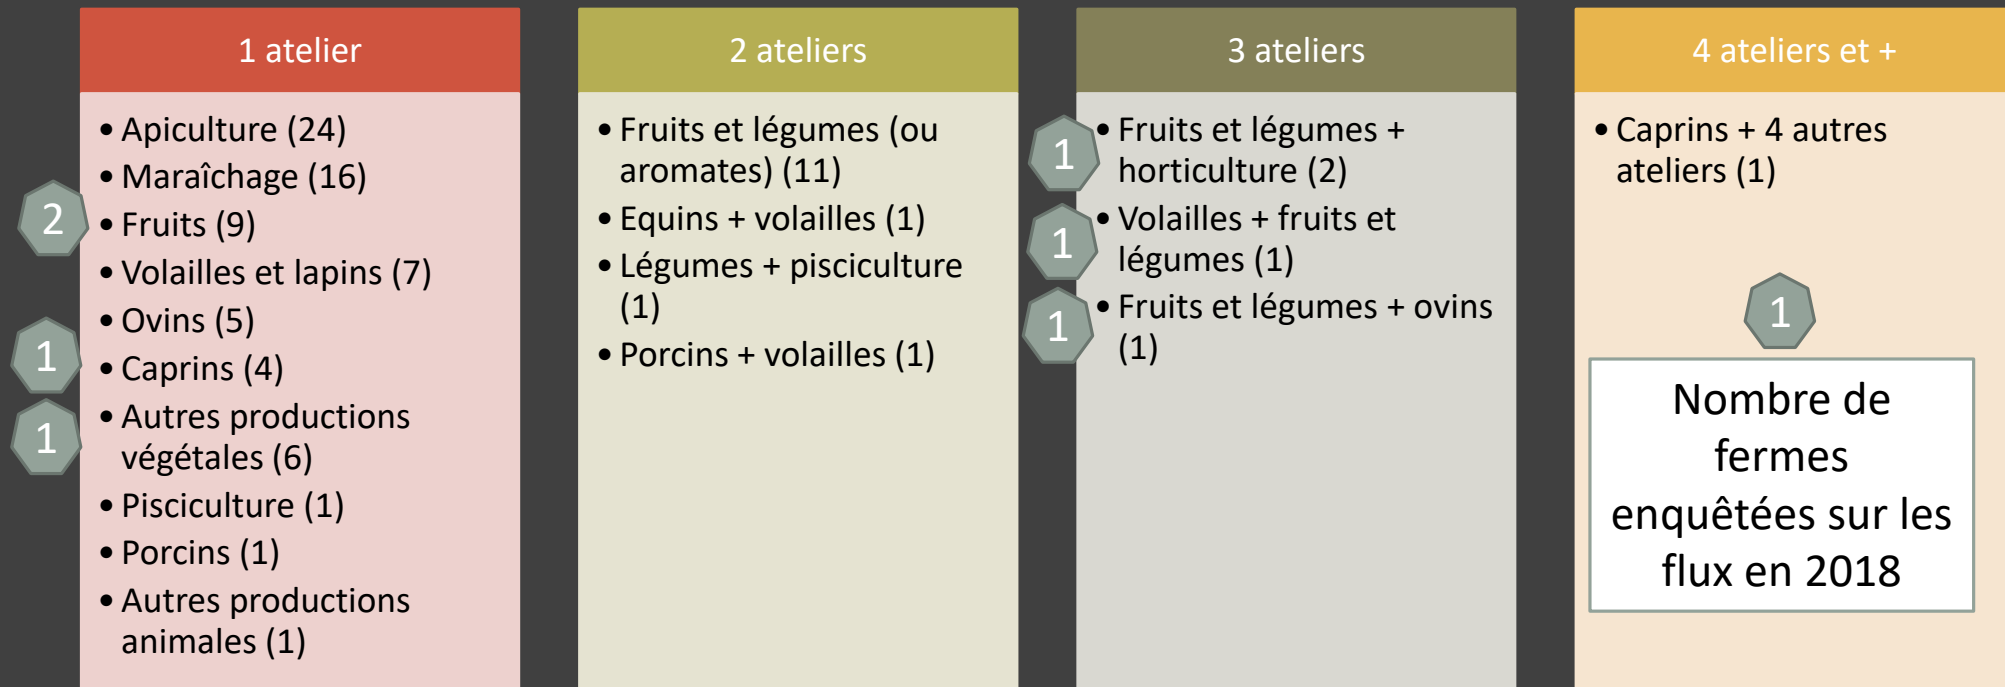 1 atelier
• Apiculture (24)
• Maraîchage (16)
2
• Fruits (9)
• Volailles et lapins (7)
• Ovins (5)
1
• Caprins (4)
1
• Autres productions
végétales (6)
• Pisciculture (1)
• Porcins (1)
• Autres productions
animales (1)
2 ateliers
• Fruits et légumes (ou
aromates) (11)
• Equins + volailles (1)
• Légumes + pisciculture
(1)
• Porcins + volailles (1)
3 ateliers
1
• Fruits et légumes +
horticulture (2)
1
• Volailles + fruits et
légumes (1)
1
• Fruits et légumes + ovins
(1)
4 ateliers et +
• Caprins + 4 autres
ateliers (1)
1
Nombre de
fermes
enquêtées sur les
flux en 2018